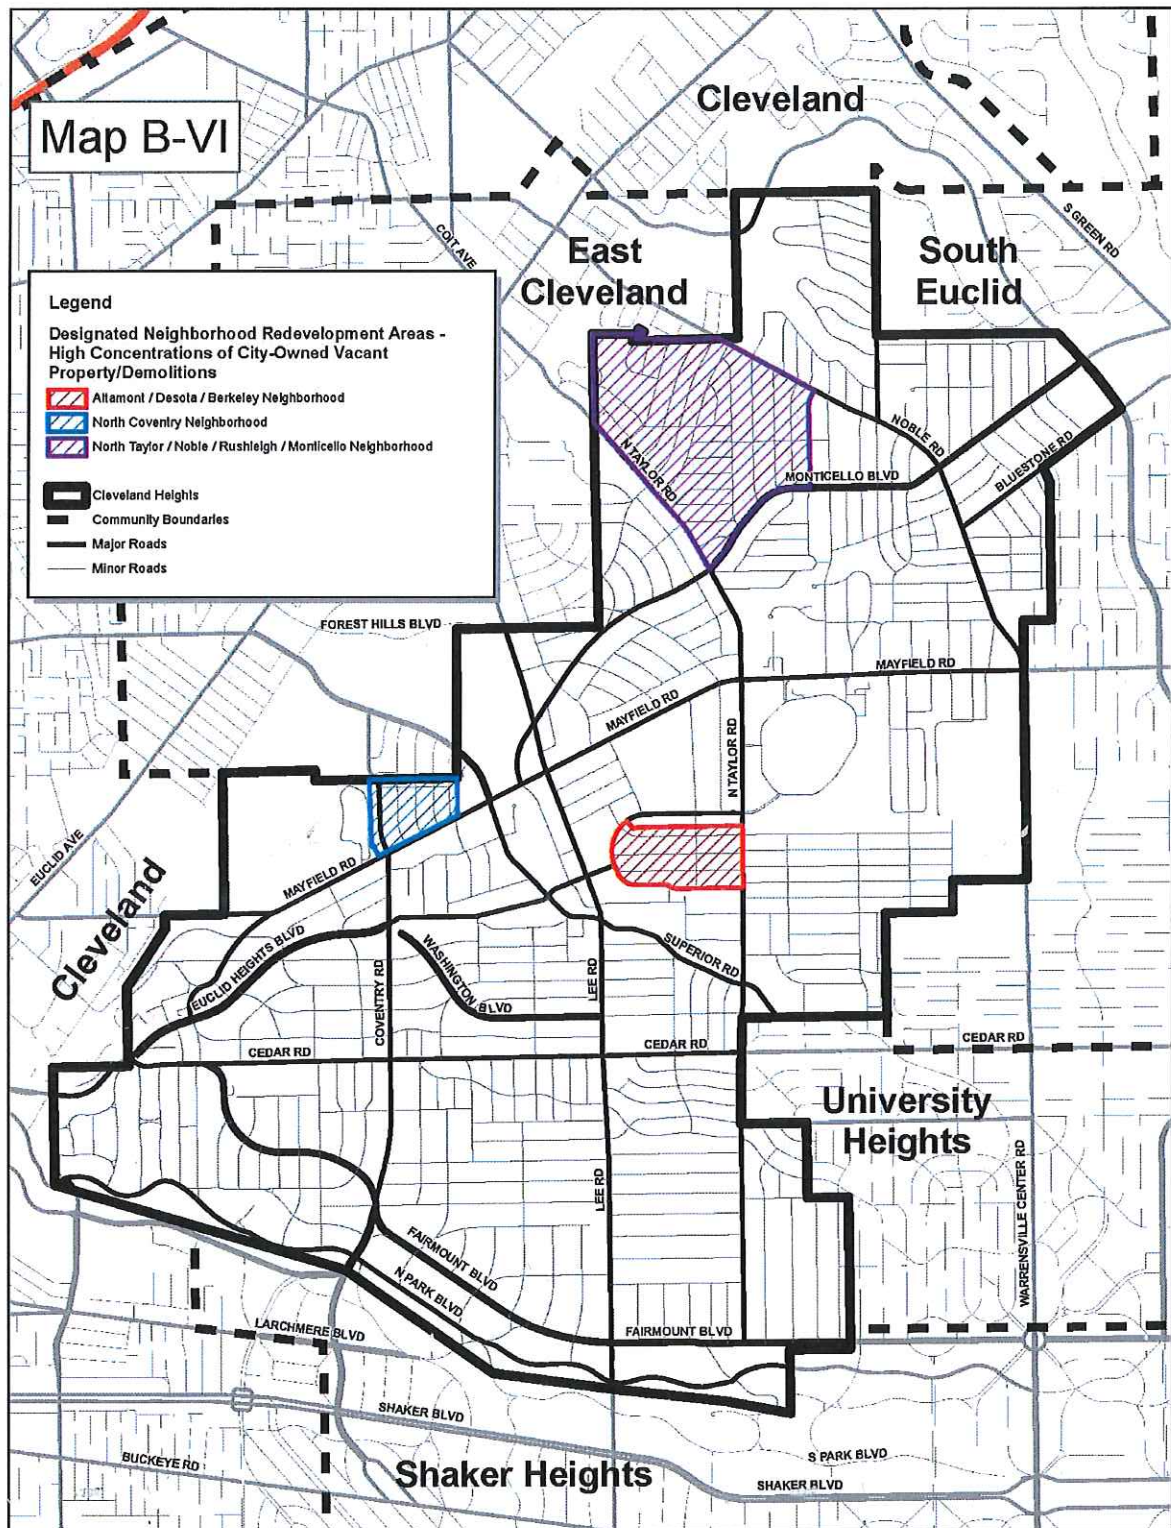 Cleveland
Map B-VI
S GREEN RD
COIT AVE
East
Cleveland
South
Euclid
Legend
Designated Neighborhood Redevelopment Areas -
High Concentrations of City-Owned Vacant
Property/Demolitions
Altamont / Desota / Berkeley Neighborhood
North Coventry Neighborhood
North Taylor / Noble / Rushleigh / Monticello Neighborhood
Cleveland Heights
Community Boundaries
Major Roads
Minor Roads
NOBLE RD
N TAYLOR RD
MONTICELLO BLVD
BLUESTONE RD
FOREST HILLS BLVD
MAYFIELD RD
MAYFIELD RD
N TAYLOR RD
EUCLID AVE
MAYFIELD RD
Cleveland
EUCLID HEIGHTS BLVD
WASHINGTON BLVD
SUPERIOR RD
LEE RD
COVENTRY RD
CEDAR RD
CEDAR RD
CEDAR RD
University
Heights
WARRENSVILLE CENTER RD
LEE RD
FAIRMOUNT BLVD
N PARK BLVD
LARCHMERE BLVD
FAIRMOUNT BLVD
SHAKER BLVD
BUCKEYE RD
Shaker Heights
S PARK BLVD
SHAKER BLVD